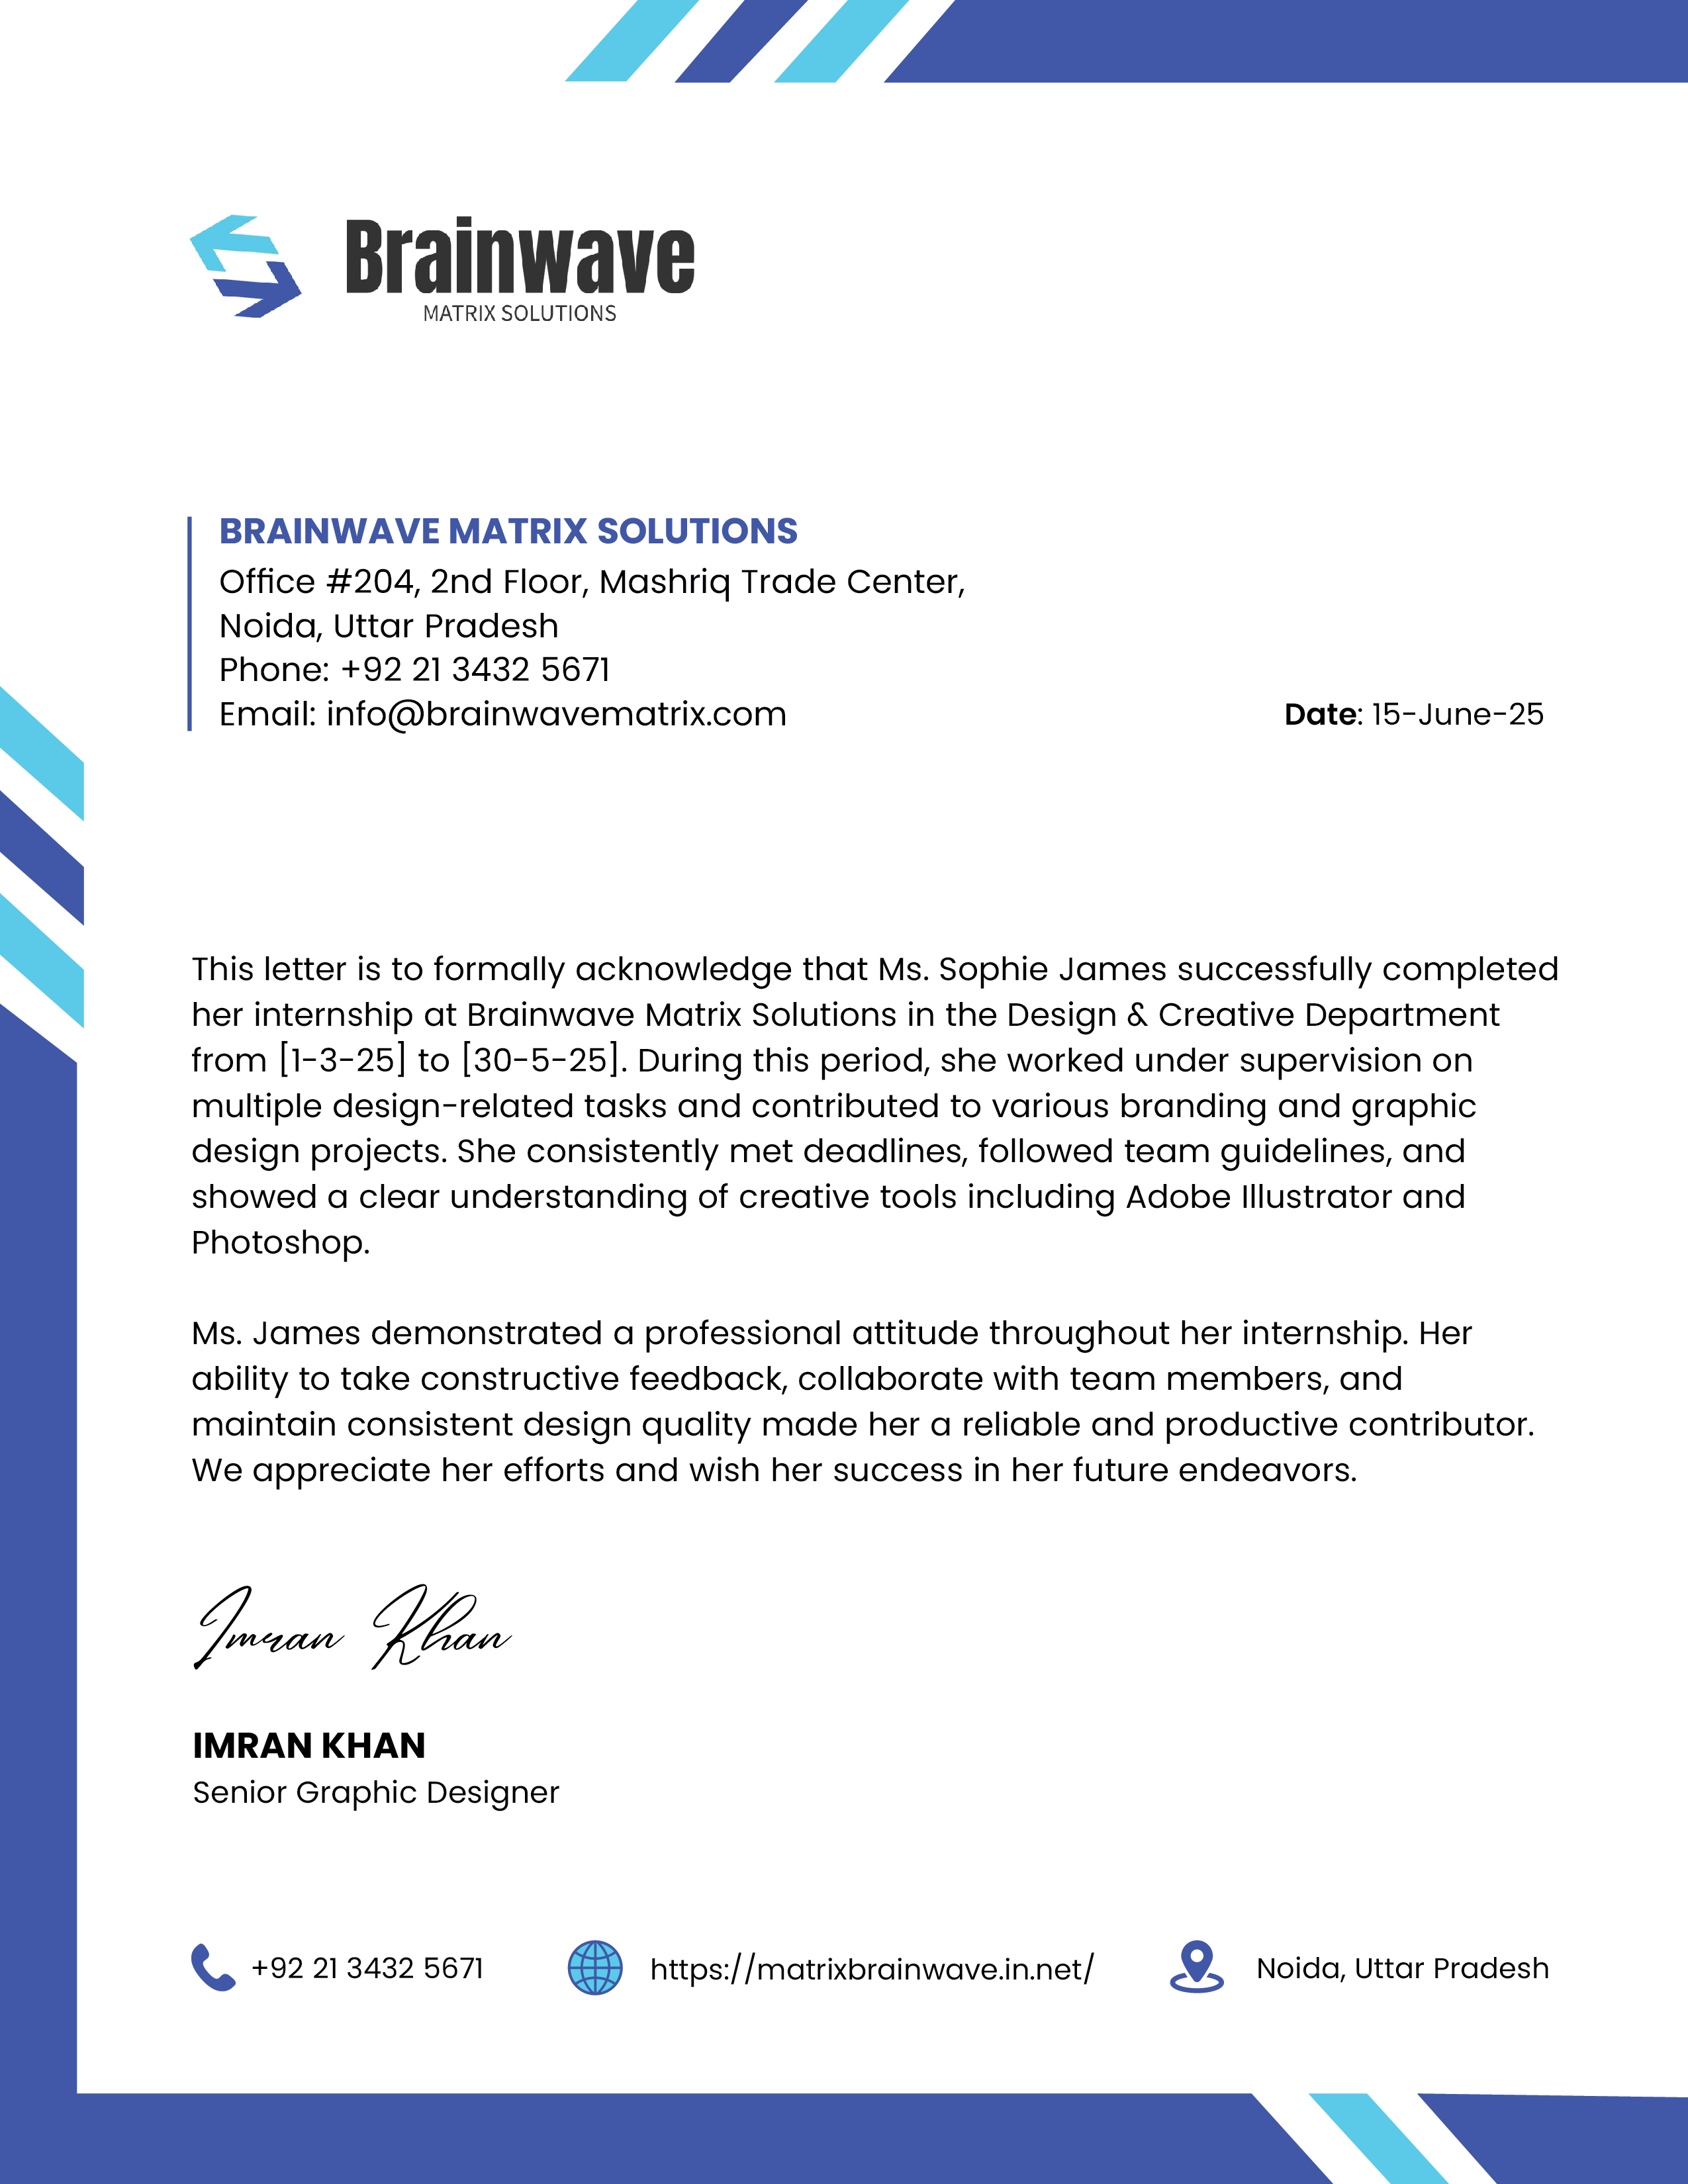 Brainwave
MATRIX SOLUTIONS
BRAINWAVE MATRIX SOLUTIONS
Office #204, 2nd Floor, Mashriq Trade Center,
Noida, Uttar Pradesh
Phone: +92 21 3432 5671
Email: info@brainwavematrix.com
Date: 15-June-25
This letter is to formally acknowledge that Ms. Sophie James successfully completed
her internship at Brainwave Matrix Solutions in the Design & Creative Department
from [1-3-25] to [30-5-25]. During this period, she worked under supervision on
multiple design-related tasks and contributed to various branding and graphic
design projects. She consistently met deadlines, followed team guidelines, and
showed a clear understanding of creative tools including Adobe Illustrator and
Photoshop.
Ms. James demonstrated a professional attitude throughout her internship. Her
ability to take constructive feedback, collaborate with team members, and
maintain consistent design quality made her a reliable and productive contributor.
We appreciate her efforts and wish her success in her future endeavors.
Imran Khan
IMRAN KHAN
Senior Graphic Designer
+92 21 3432 5671
https://matrixbrainwave.in.net/
Noida, Uttar Pradesh